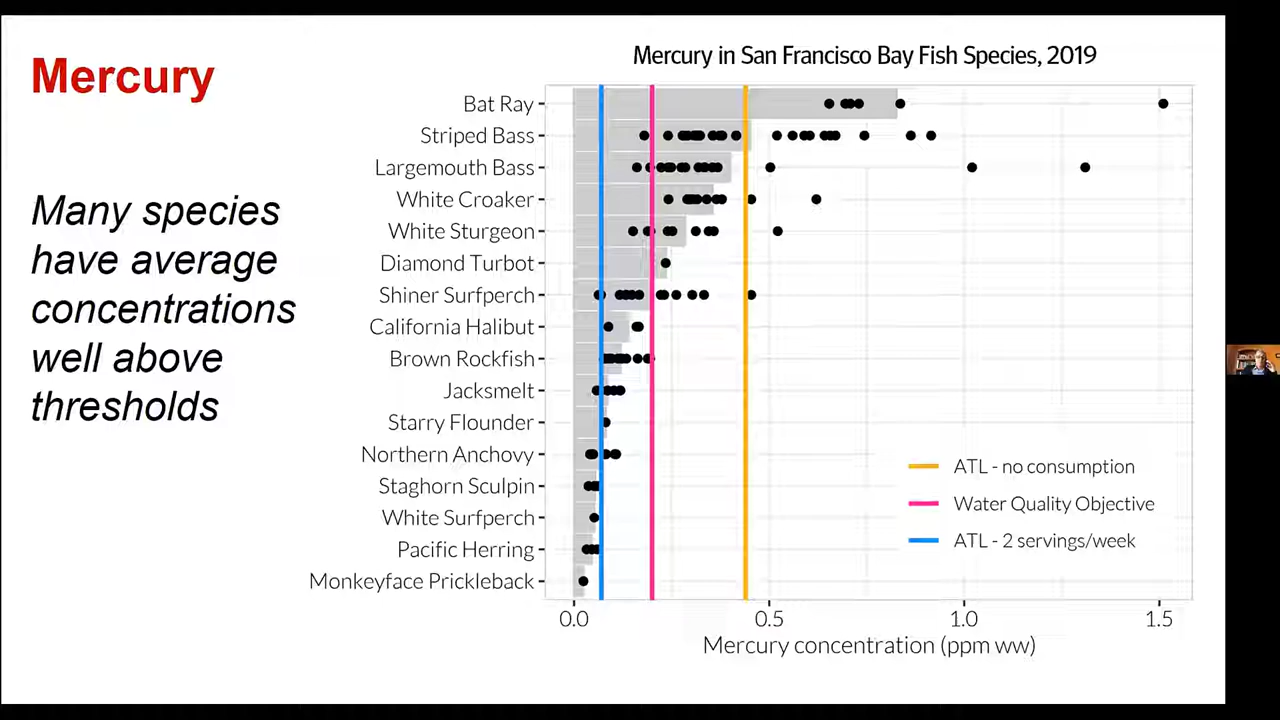 Mercury
Many species
have average
concentrations
well above
thresholds
Mercury in San Francisco Bay Fish Species, 2019
Bat Ray
Striped Bass
Largemouth Bass
White Croaker
White Sturgeon
Diamond Turbot
Shiner Surfperch
California Halibut
Brown Rockfish
Jacksmelt
Starry Flounder
Northern Anchovy
Staghorn Sculpin
White Surfperch
Pacific Herring
Monkeyface Prickleback
ATL - no consumption
Water Quality Objective
ATL - 2 servings/week
0.0 0.5 1.0 1.5
Mercury concentration (ppm ww)